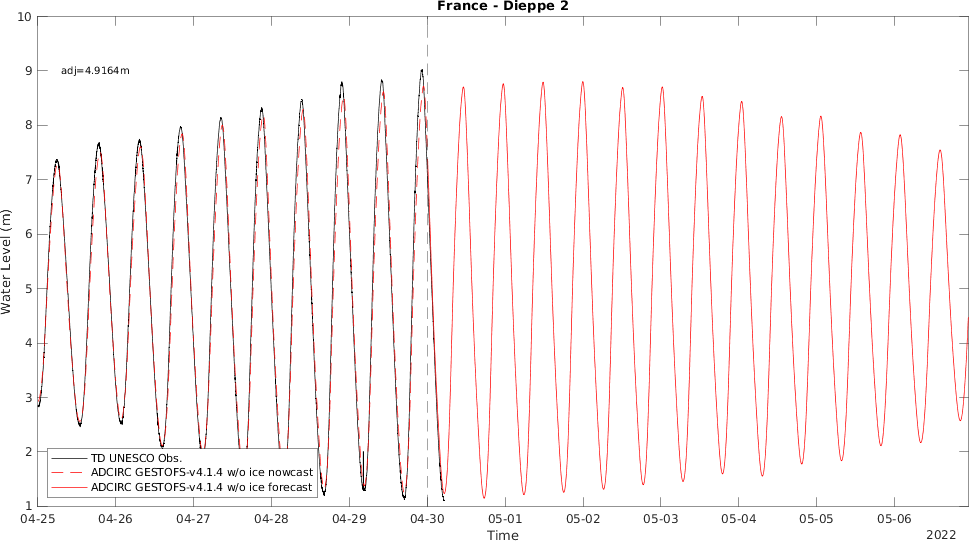 France - Dieppe 2
10
9
8
7
6
5
4
3
2
1
Water Level (m)
adj=4.9164m
TD UNESCO Obs.
ADCIRC GESTOFS-v4.1.4 w/o ice nowcast
ADCIRC GESTOFS-v4.1.4 w/o ice forecast
04-25 04-26 04-27 04-28 04-29 04-30 05-01 05-02 05-03 05-04 05-05 05-06
Time
2022